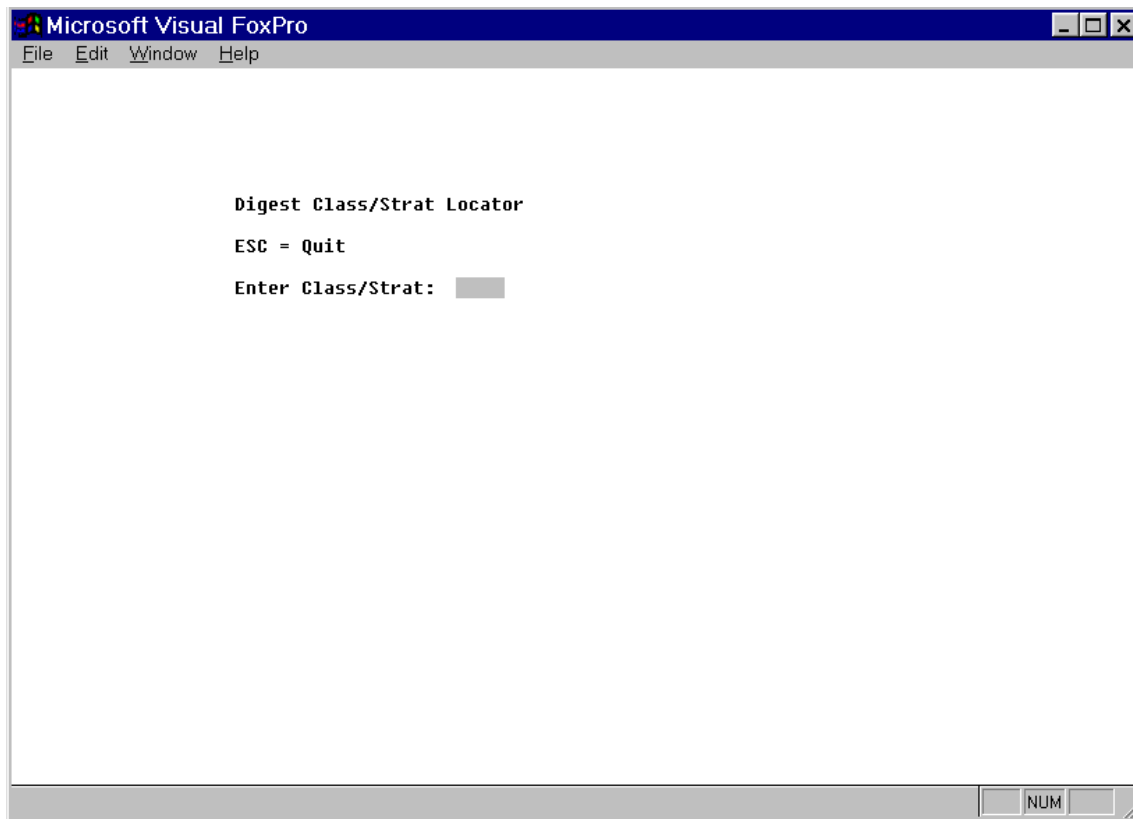 Microsoft Visual FoxPro
File Edit Window Help
Digest Class/Strat Locator
ESC = Quit
Enter Class/Strat:
NUM